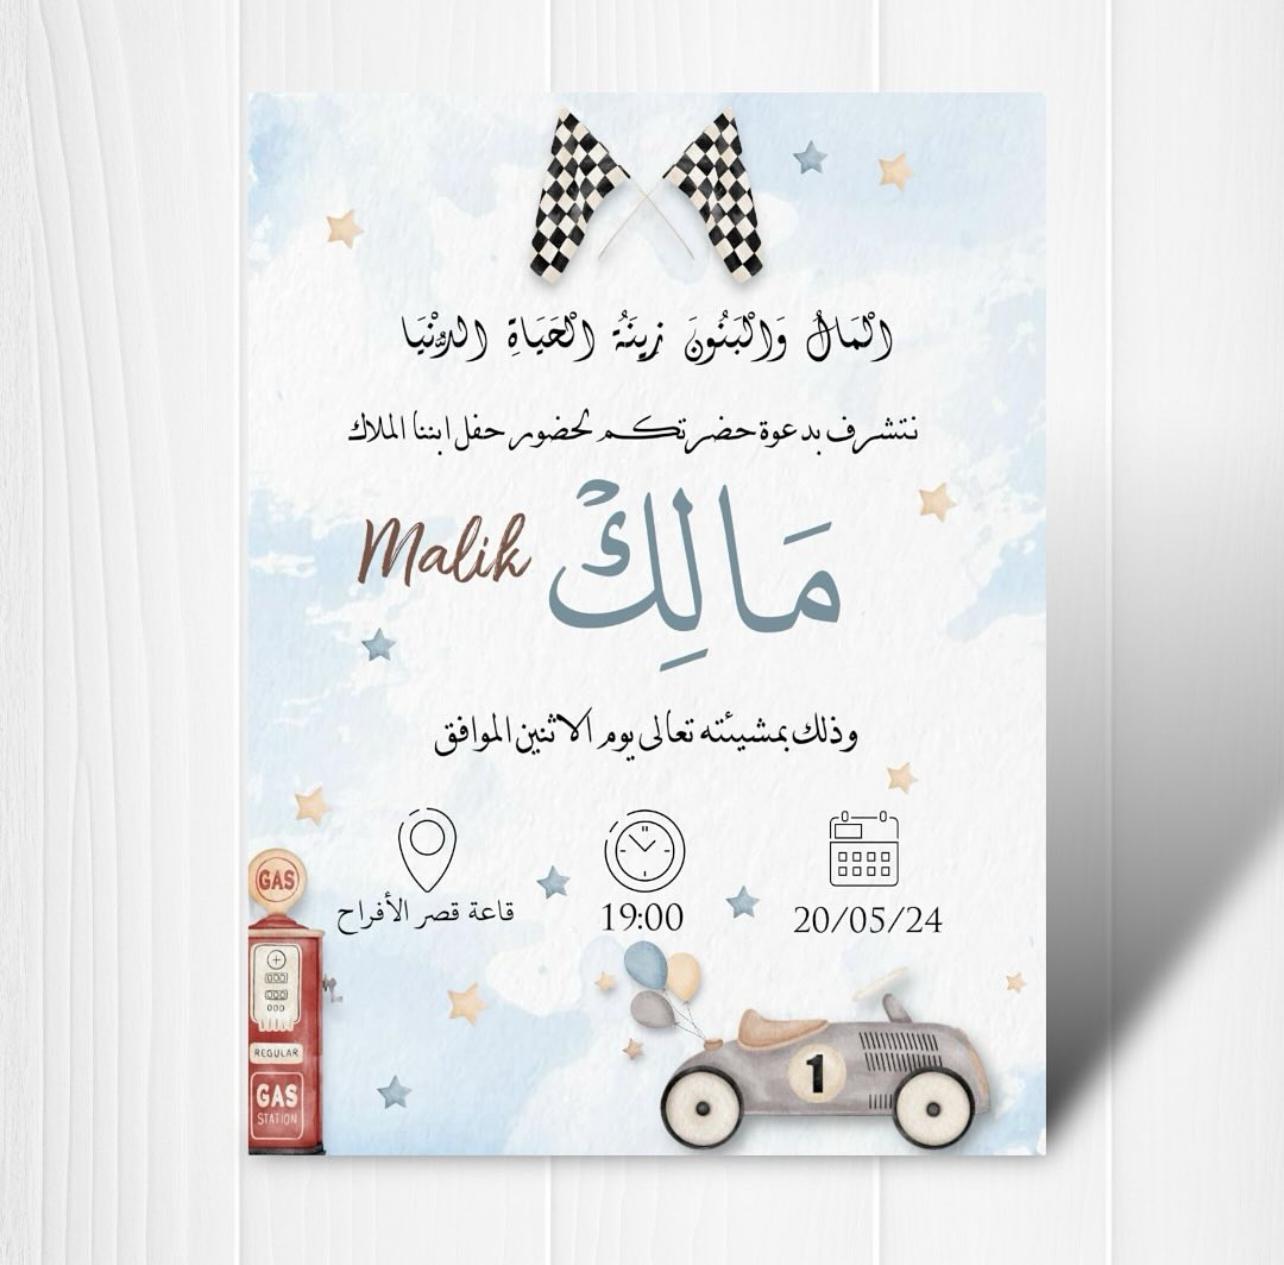 الْمَالُ وَالْبَنُونَ زِينَةُ الْحَيَاةِ الدُّنْيَا
نتشرف بدعوة حضرتكم لحضور حفل ابننا الملاك
مَالِكْ Malik
وذلك بمشيئته تعالى يوم الاثنين الموافق
20/05/24
19:00
قاعة قصر الأفراح
GAS
REGULAR
GAS
STATION
1